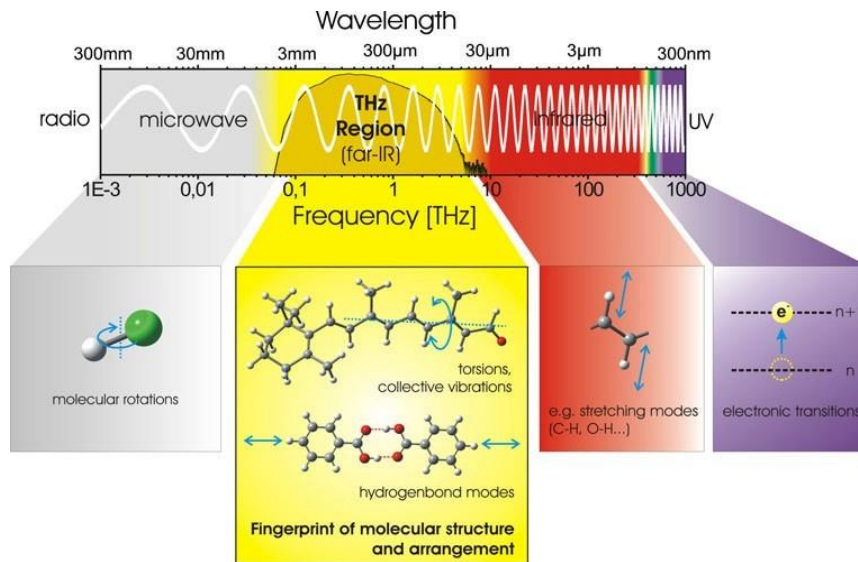 Wavelength
300mm 30mm 3mm 300µm 30µm 3µm 300nm
radio microwave THz Region (far-IR) infrared UV
1E-3 0,01 0,1 1 10 100 1000
Frequency [THz]
molecular rotations
torsions,
collective vibrations
hydrogenbond modes
Fingerprint of molecular structure
and arrangement
e.g. stretching modes
(C-H, O-H...)
e- n+
n
electronic transitions